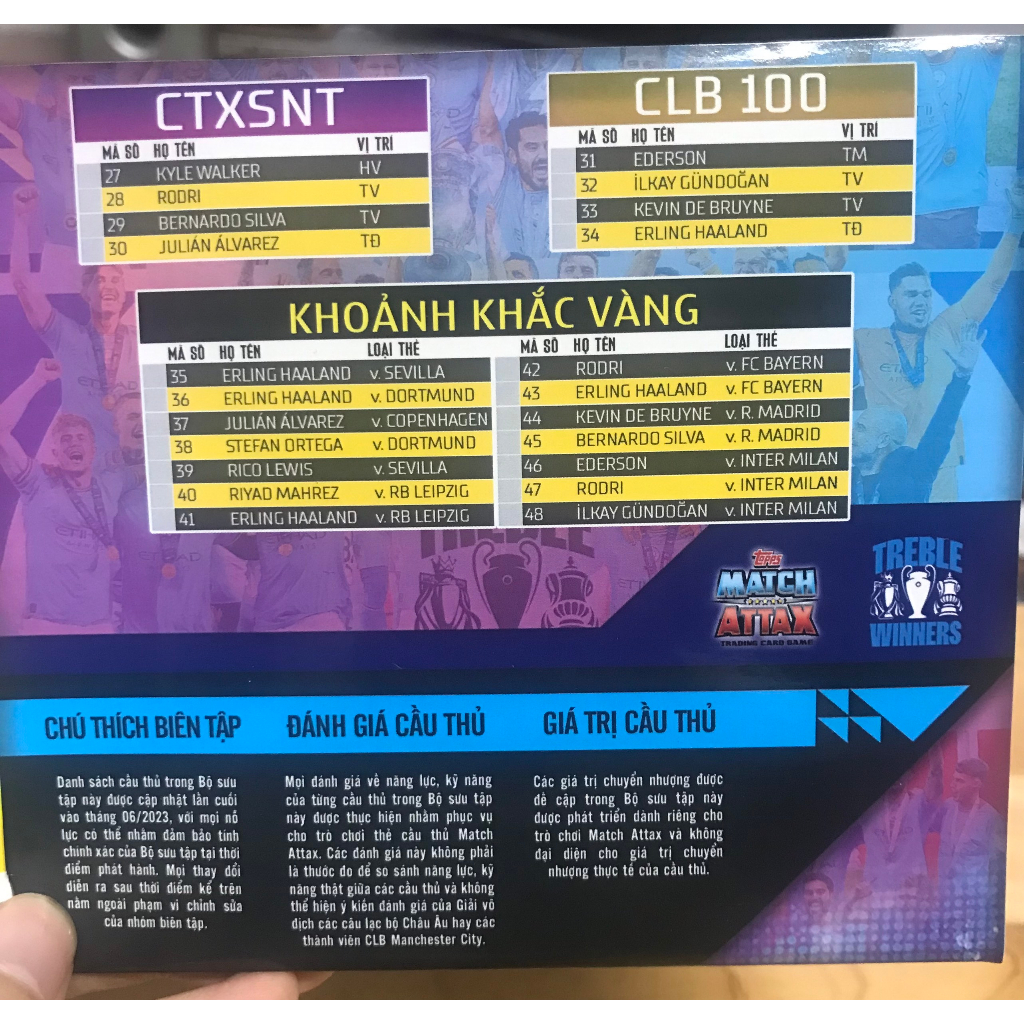 CTXSNT
MÃ SỐ HỌ TÊN VỊ TRÍ
27 KYLE WALKER HV
28 RODRI TV
29 BERNARDO SILVA TV
30 JULIÁN ÁLVAREZ TĐ
CLB 100
MÃ SỐ HỌ TÊN VỊ TRÍ
31 EDERSON TM
32 İLKAY GÜNDOĞAN TV
33 KEVIN DE BRUYNE TV
34 ERLING HAALAND TĐ
KHOẢNH KHẮC VÀNG
MÃ SỐ HỌ TÊN LOẠI THẺ
35 ERLING HAALAND v. SEVILLA
36 ERLING HAALAND v. DORTMUND
37 JULIÁN ÁLVAREZ v. COPENHAGEN
38 STEFAN ORTEGA v. DORTMUND
39 RICO LEWIS v. SEVILLA
40 RIYAD MAHREZ v. RB LEIPZIG
41 ERLING HAALAND v. RB LEIPZIG
MÃ SỐ HỌ TÊN LOẠI THẺ
42 RODRI v. FC BAYERN
43 ERLING HAALAND v. FC BAYERN
44 KEVIN DE BRUYNE v. R. MADRID
45 BERNARDO SILVA v. R. MADRID
46 EDERSON v. INTER MILAN
47 RODRI v. INTER MILAN
48 İLKAY GÜNDOĞAN v. INTER MILAN
TOPPS
MATCH
ATTAX
TRADING CARD GAME
TREBLE
WINNERS
CHÚ THÍCH BIÊN TẬP
Danh sách cầu thủ trong Bộ sưu
tập này được cập nhật lần cuối
vào tháng 06/2023, với mọi nỗ
lực có thể nhằm đảm bảo tính
chính xác của Bộ sưu tập tại thời
điểm phát hành. Mọi thay đổi
diễn ra sau thời điểm kể trên
nằm ngoài phạm vi chỉnh sửa
của nhóm biên tập.
ĐÁNH GIÁ CẦU THỦ
Mọi đánh giá về năng lực, kỹ năng
của từng cầu thủ trong Bộ sưu tập
này được thực hiện nhằm phục vụ
cho trò chơi thẻ cầu thủ Match
Attax. Các đánh giá này không phải
là thước đo để so sánh năng lực, kỹ
năng thật giữa các cầu thủ và không
thể hiện ý kiến đánh giá của Giải vô
địch các câu lạc bộ Châu Âu hay các
thành viên CLB Manchester City.
GIÁ TRỊ CẦU THỦ
Các giá trị chuyển nhượng được
đề cập trong Bộ sưu tập này
được phát triển dành riêng cho
trò chơi Match Attax và không
đại diện cho giá trị chuyển
nhượng thực tế của cầu thủ.